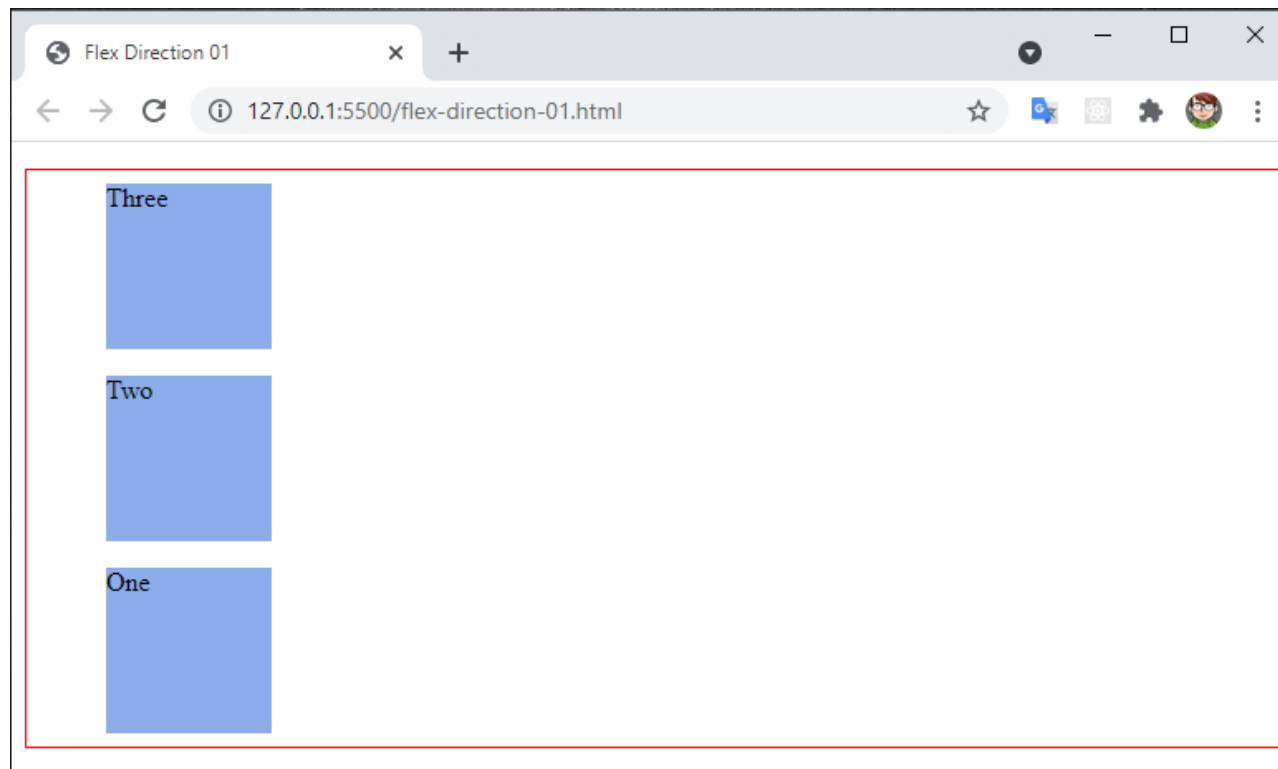 Flex Direction 01
127.0.0.1:5500/flex-direction-01.html
Three
Two
One